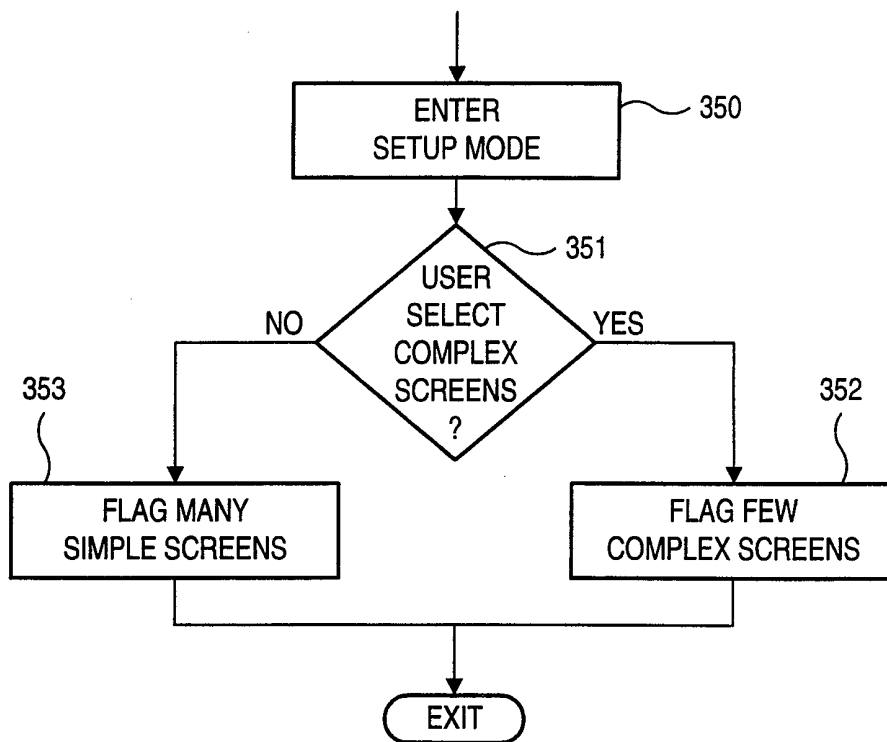 ENTER
SETUP MODE
350
351
USER
SELECT
COMPLEX
SCREENS
?
NO
YES
353
352
FLAG MANY
SIMPLE SCREENS
FLAG FEW
COMPLEX SCREENS
EXIT